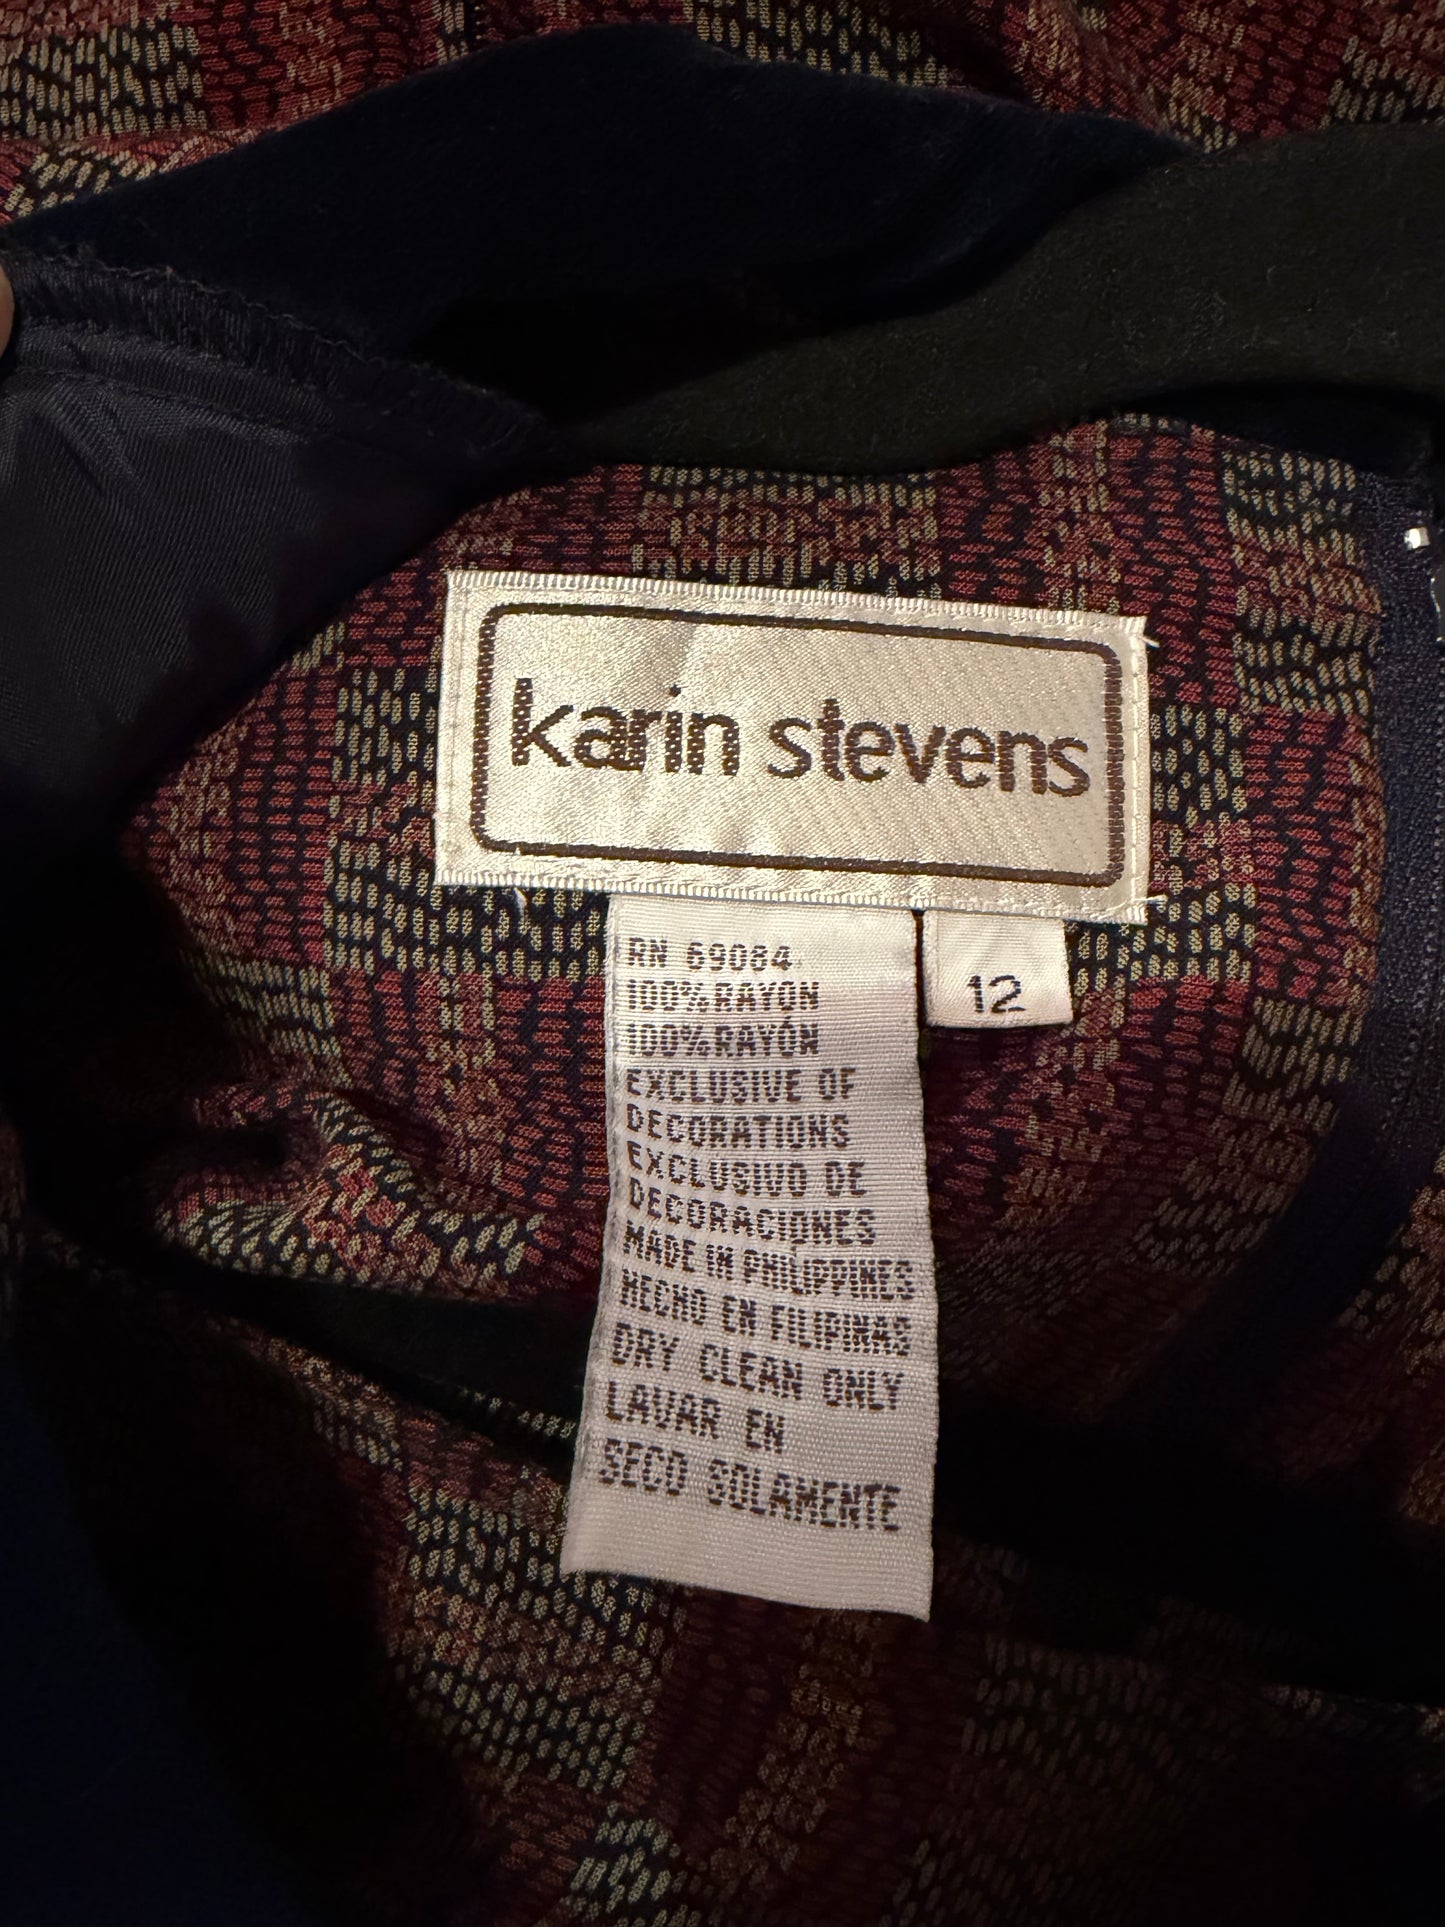 karin stevens
12
RN 69084
100%RAYON
100%RAYÓN
EXCLUSIVE OF
DECORATIONS
EXCLUSIVO DE
DECORACIONES
MADE IN PHILIPPINES
HECHO EN FILIPINAS
DRY CLEAN ONLY
LAVAR EN
SECO SOLAMENTE